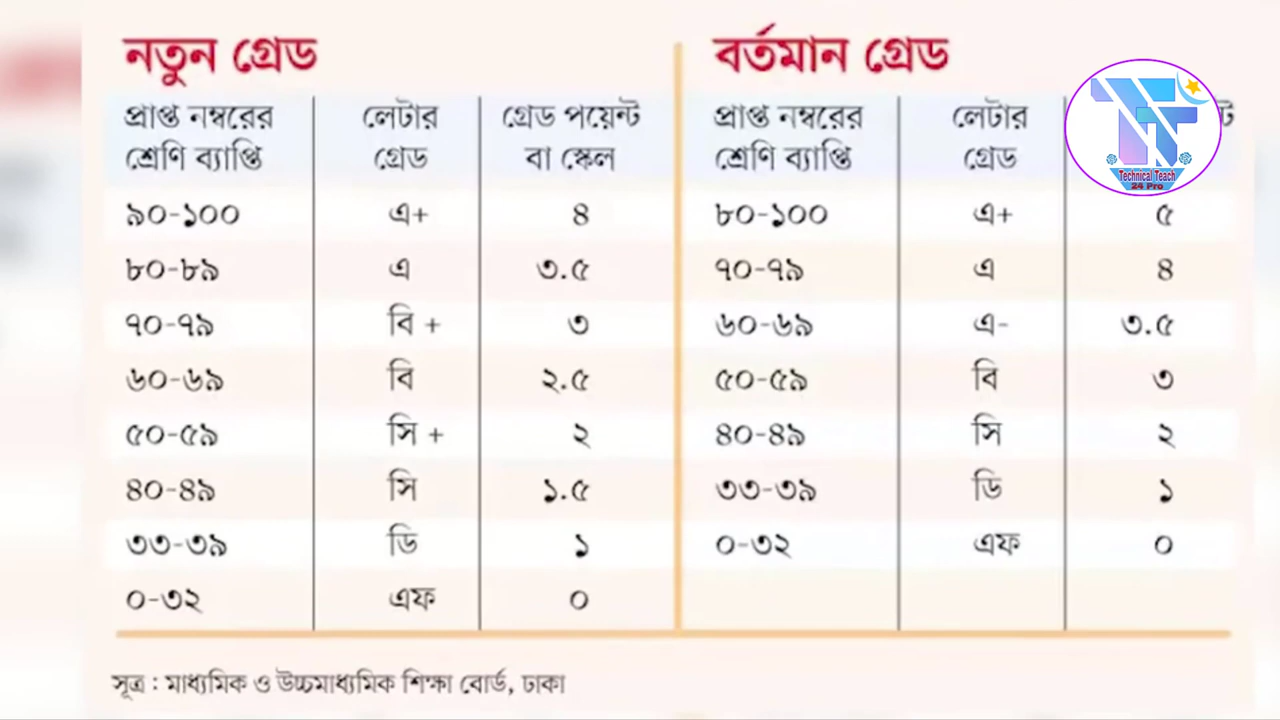 নতুন গ্রেড
প্রাপ্ত নম্বরের শ্রেণি ব্যাপ্তি লেটার গ্রেড গ্রেড পয়েন্ট বা স্কেল
৯০-১০০ এ+ ৪
৮০-৮৯ এ ৩.৫
৭০-৭৯ বি + ৩
৬০-৬৯ বি ২.৫
৫০-৫৯ সি + ২
৪০-৪৯ সি ১.৫
৩৩-৩৯ ডি ১
০-৩২ এফ ০
বর্তমান গ্রেড
প্রাপ্ত নম্বরের শ্রেণি ব্যাপ্তি লেটার গ্রেড
৮০-১০০ এ+ ৫
৭০-৭৯ এ ৪
৬০-৬৯ এ- ৩.৫
৫০-৫৯ বি ৩
৪০-৪৯ সি ২
৩৩-৩৯ ডি ১
০-৩২ এফ ০
সূত্র : মাধ্যমিক ও উচ্চমাধ্যমিক শিক্ষা বোর্ড, ঢাকা
Technical Teach
24 Pro